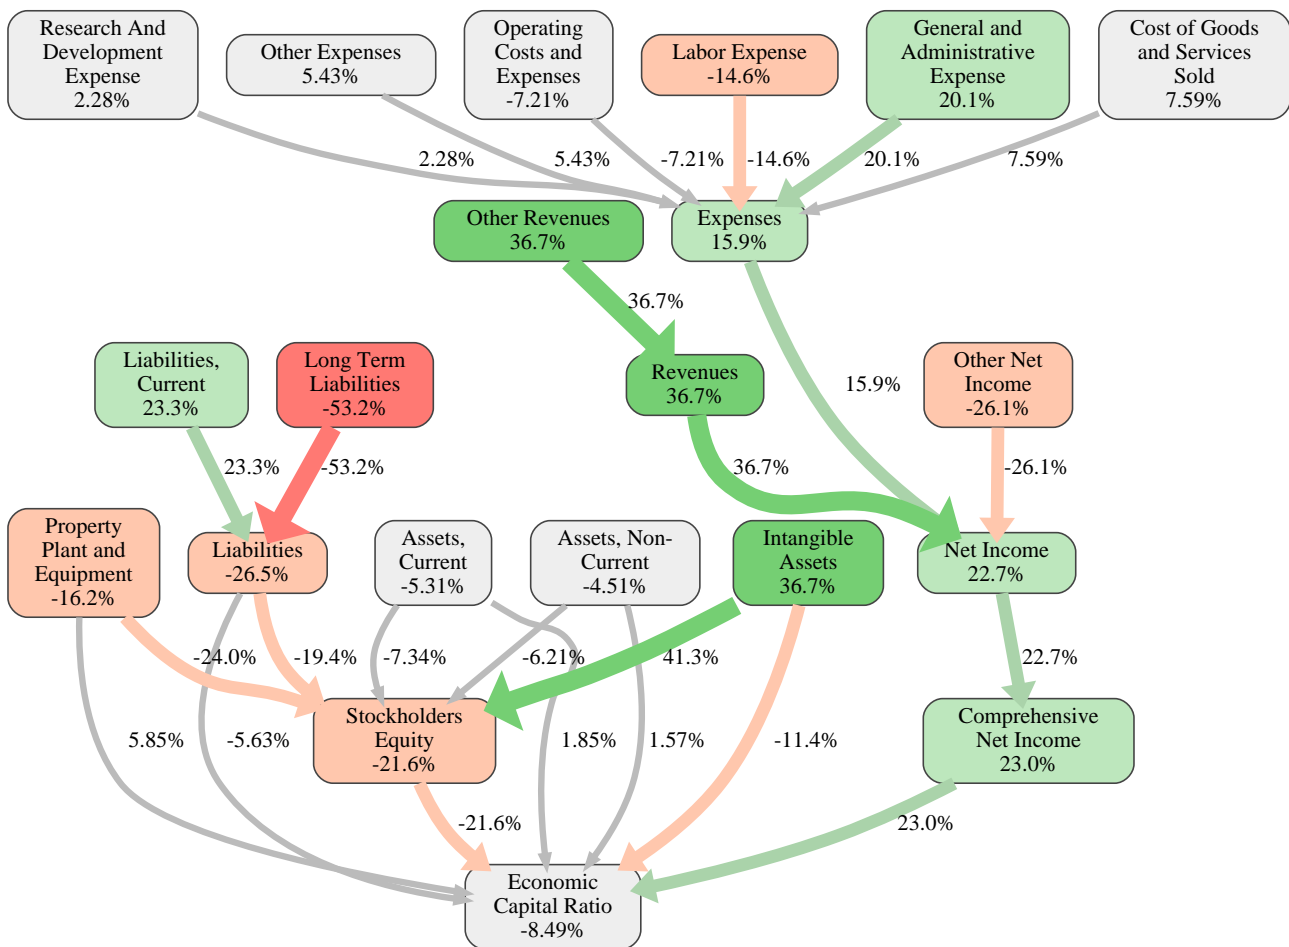 Research And
Development
Expense
2.28%
Other Expenses
5.43%
Operating
Costs and
Expenses
-7.21%
Labor Expense
-14.6%
General and
Administrative
Expense
20.1%
Cost of Goods
and Services
Sold
7.59%
2.28%
5.43%
-7.21%
-14.6%
20.1%
7.59%
Other Revenues
36.7%
Expenses
15.9%
36.7%
Liabilities,
Current
23.3%
Long Term
Liabilities
-53.2%
Revenues
36.7%
15.9%
Other Net
Income
-26.1%
23.3%
-53.2%
36.7%
-26.1%
Property
Plant and
Equipment
-16.2%
Liabilities
-26.5%
Assets,
Current
-5.31%
Assets, Non-
Current
-4.51%
Intangible
Assets
36.7%
Net Income
22.7%
-24.0%
-19.4%
-7.34%
-6.21%
41.3%
22.7%
Stockholders
Equity
-21.6%
Comprehensive
Net Income
23.0%
5.85%
-5.63%
1.85%
1.57%
-11.4%
-21.6%
23.0%
Economic
Capital Ratio
-8.49%